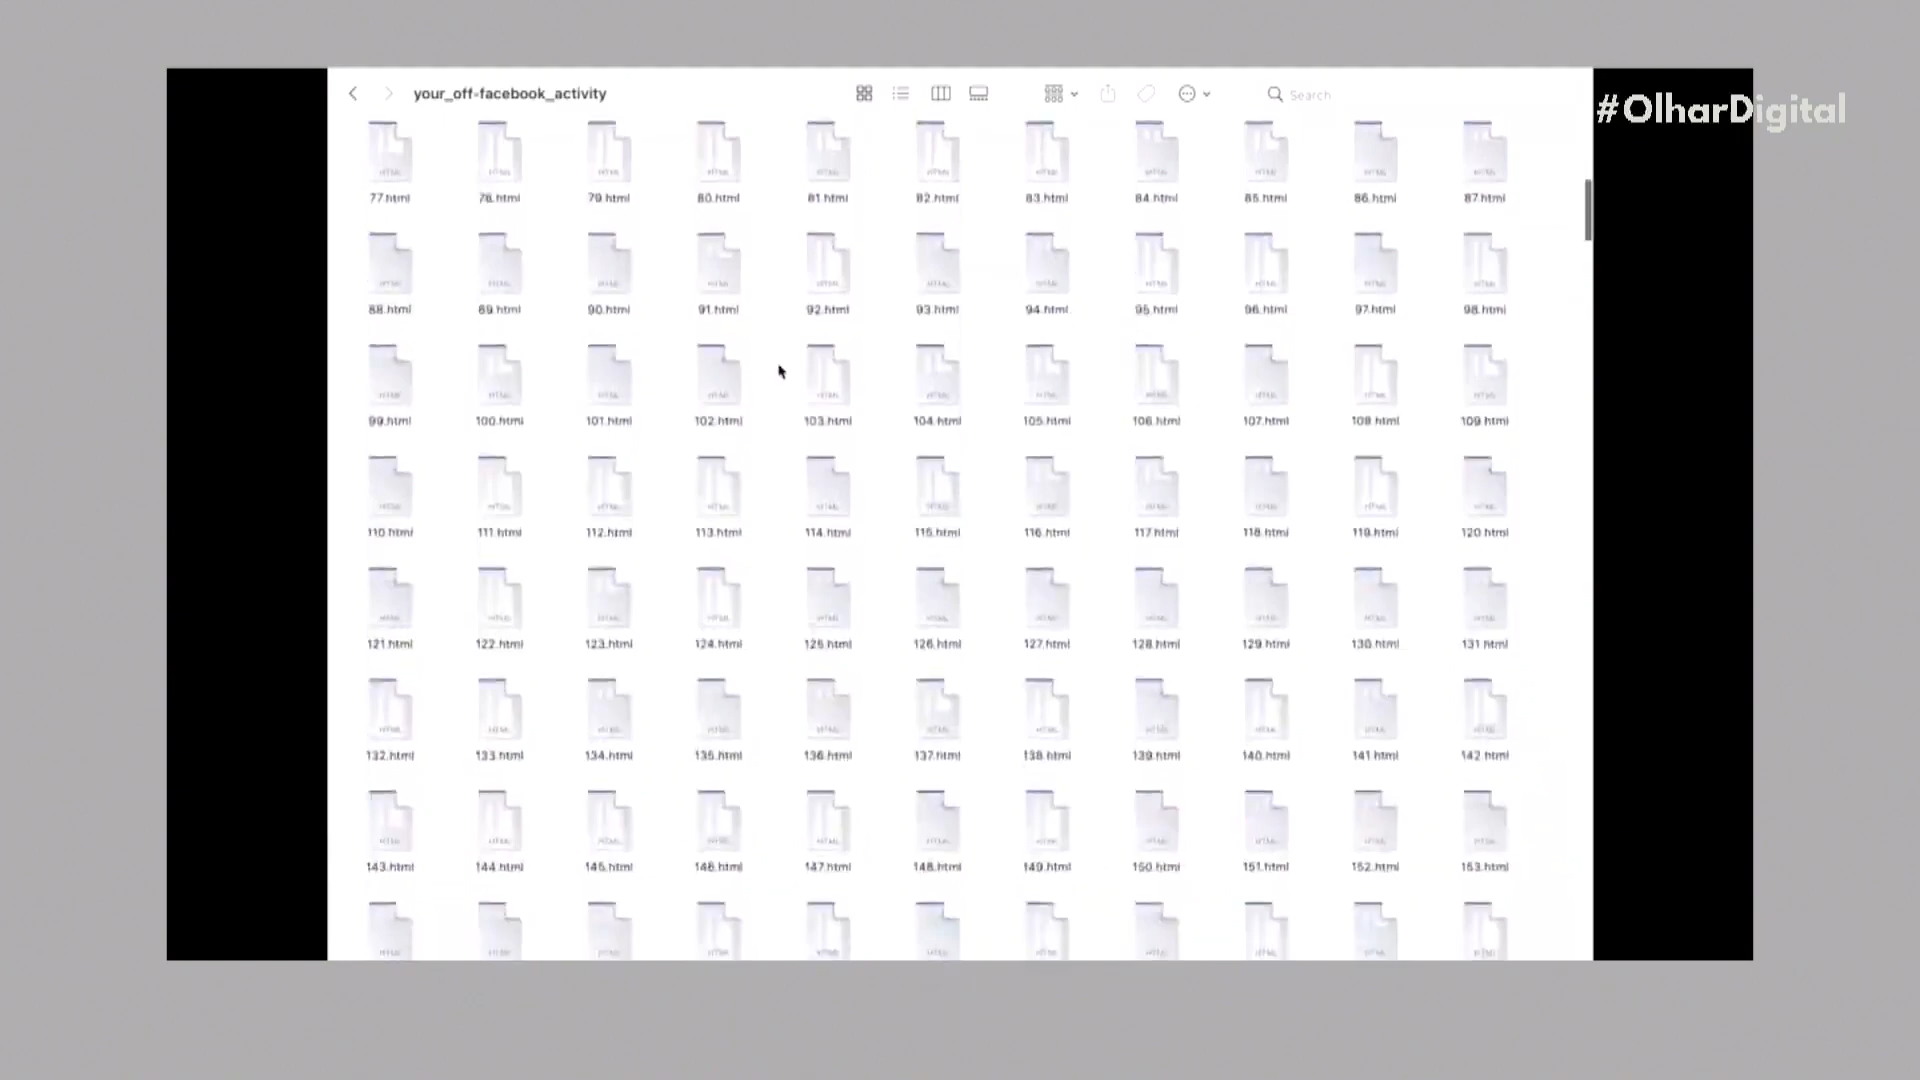 your_off-facebook_activity
Search
#OlharDigital
77.html 78.html 79.html 80.html 81.html 82.html 83.html 84.html 85.html 86.html 87.html
88.html 89.html 90.html 91.html 92.html 93.html 94.html 95.html 96.html 97.html 98.html
99.html 100.html 101.html 102.html 103.html 104.html 105.html 106.html 107.html 108.html 109.html
110.html 111.html 112.html 113.html 114.html 115.html 116.html 117.html 118.html 119.html 120.html
121.html 122.html 123.html 124.html 125.html 126.html 127.html 128.html 129.html 130.html 131.html
132.html 133.html 134.html 135.html 136.html 137.html 138.html 139.html 140.html 141.html 142.html
143.html 144.html 145.html 146.html 147.html 148.html 149.html 150.html 151.html 152.html 153.html